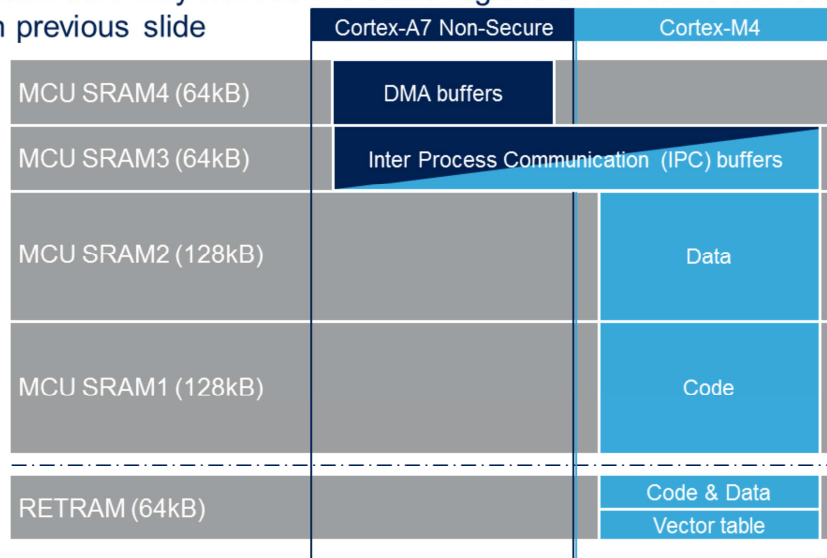 previous slide
Cortex-A7 Non-Secure
Cortex-M4
MCU SRAM4 (64kB)
DMA buffers
MCU SRAM3 (64kB)
Inter Process Communication (IPC) buffers
MCU SRAM2 (128kB)
Data
MCU SRAM1 (128kB)
Code
RETRAM (64kB)
Code & Data
Vector table